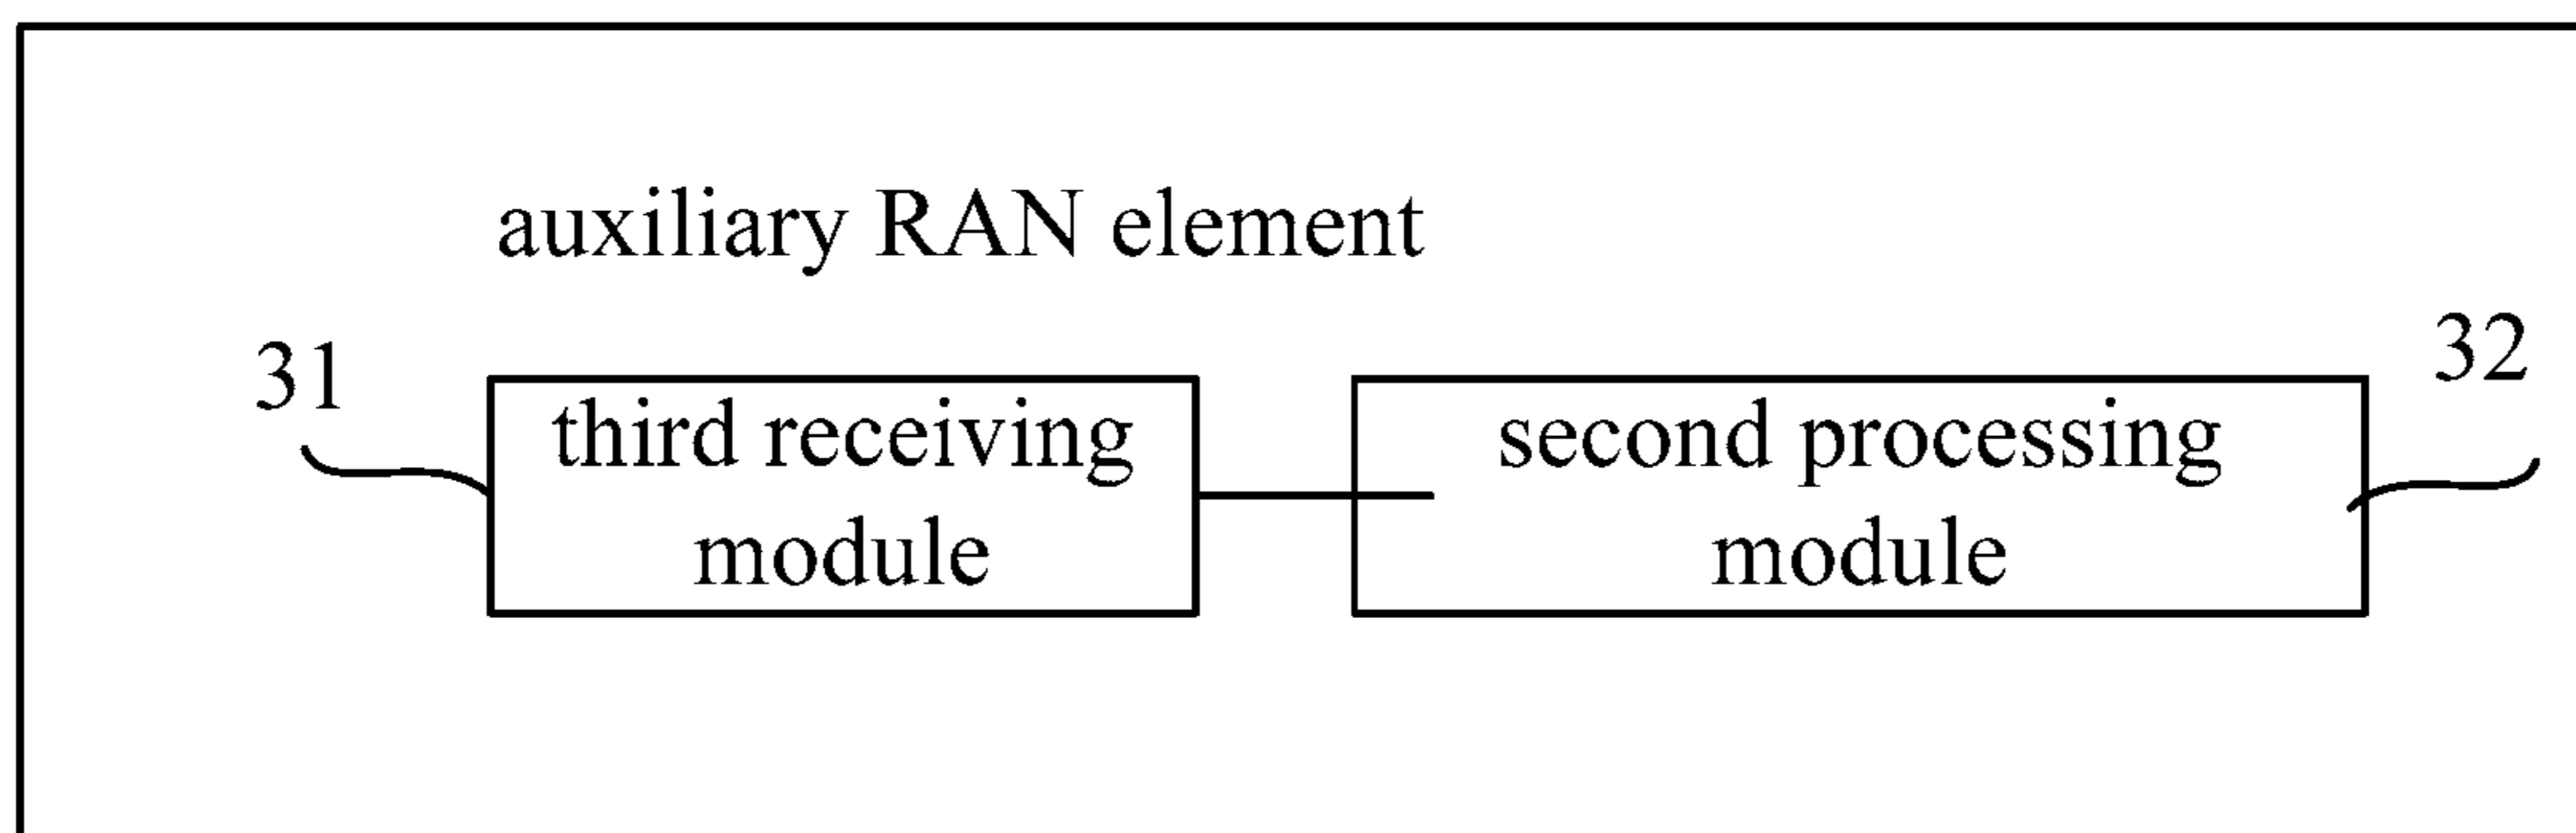 auxiliary RAN element
31
third receiving
module
second processing
module
32